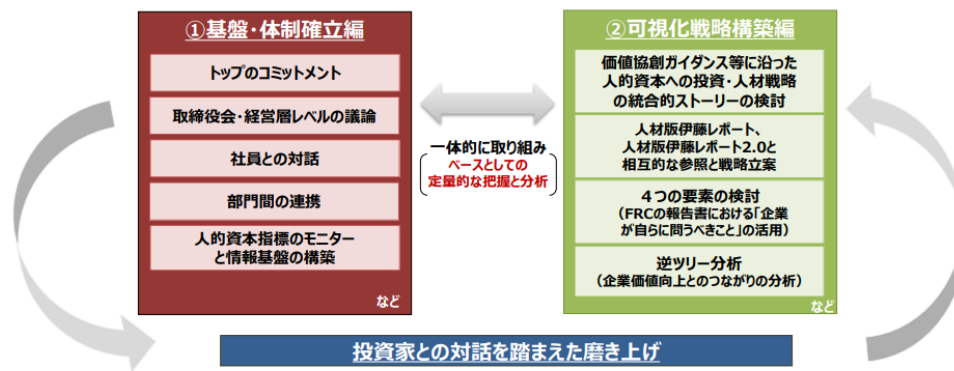 ①基盤・体制確立編
トップのコミットメント
取締役会・経営層レベルの議論
社員との対話
部門間の連携
人的資本指標のモニター
と情報基盤の構築
など
一体的に取り組み
ベースとしての
定量的な把握と分析
②可視化戦略構築編
価値協創ガイダンス等に沿った
人的資本への投資・人材戦略
の統合的ストーリーの検討
人材版伊藤レポート、
人材版伊藤レポート2.0と
相互的な参照と戦略立案
４つの要素の検討
（FRCの報告書における「企業
が自らに問うべきこと」の活用）
逆ツリー分析
（企業価値向上とのつながりの分析）
など
投資家との対話を踏まえた磨き上げ